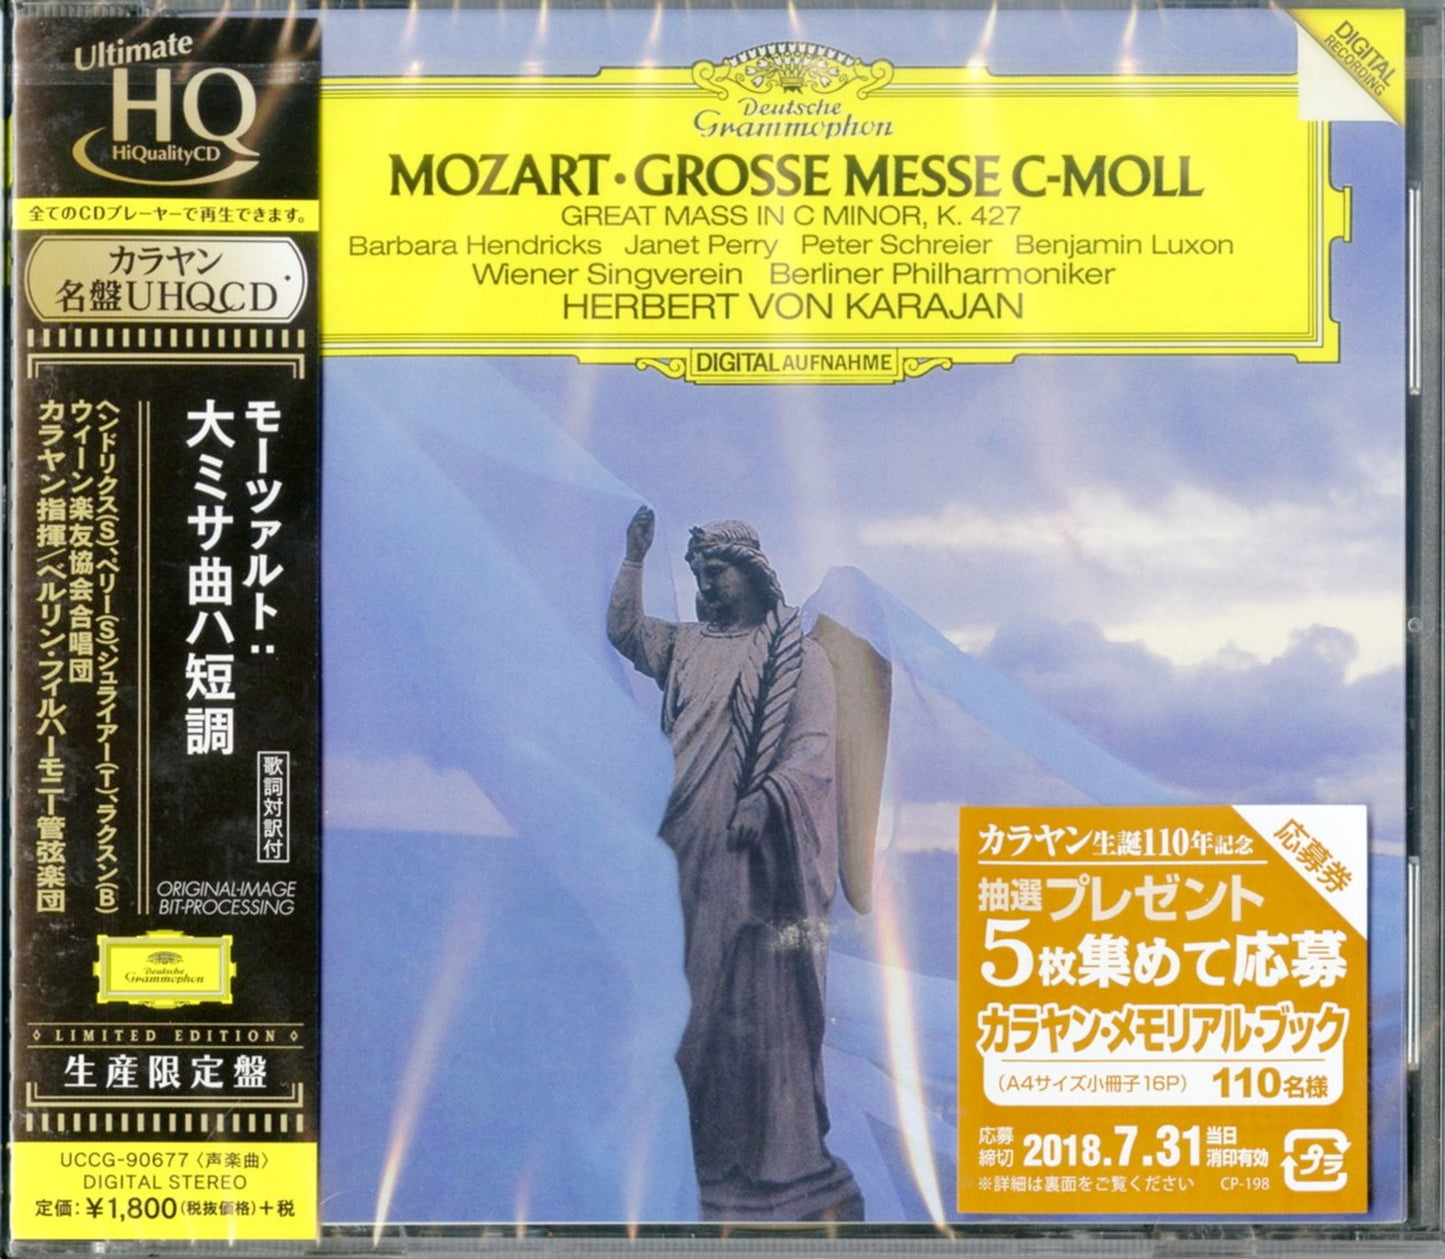 Ultimate
HQ
HiQualityCD
全てのCDプレーヤーで再生できます。
カラヤン
名盤UHQCD
モーツァルト:
大ミサ曲ハ短調
歌詞対訳付
ヘンドリクス(S)、ペリー(S)、シュライアー(T)、ラクスン(B)
ウィーン楽友協会合唱団
カラヤン指揮/ベルリン・フィルハーモニー管弦楽団
ORIGINAL-IMAGE
BIT-PROCESSING
Deutsche
Grammophon
LIMITED EDITION
生産限定盤
UCCG-90677〈声楽曲〉
DIGITAL STEREO
定価:¥1,800(税抜価格)+税
DIGITAL
RECORDING
Deutsche
Grammophon
MOZART・GROSSE MESSE C-MOLL
GREAT MASS IN C MINOR, K. 427
Barbara Hendricks Janet Perry Peter Schreier Benjamin Luxon
Wiener Singverein Berliner Philharmoniker
HERBERT VON KARAJAN
DIGITAL AUFNAHME
カラヤン生誕110年記念
応募券
抽選プレゼント
5枚集めて応募
カラヤン・メモリアル・ブック
(A4サイズ小冊子16P) 110名様
応募締切 2018.7.31 当日消印有効
※詳細は裏面をご覧ください CP-198
プラ